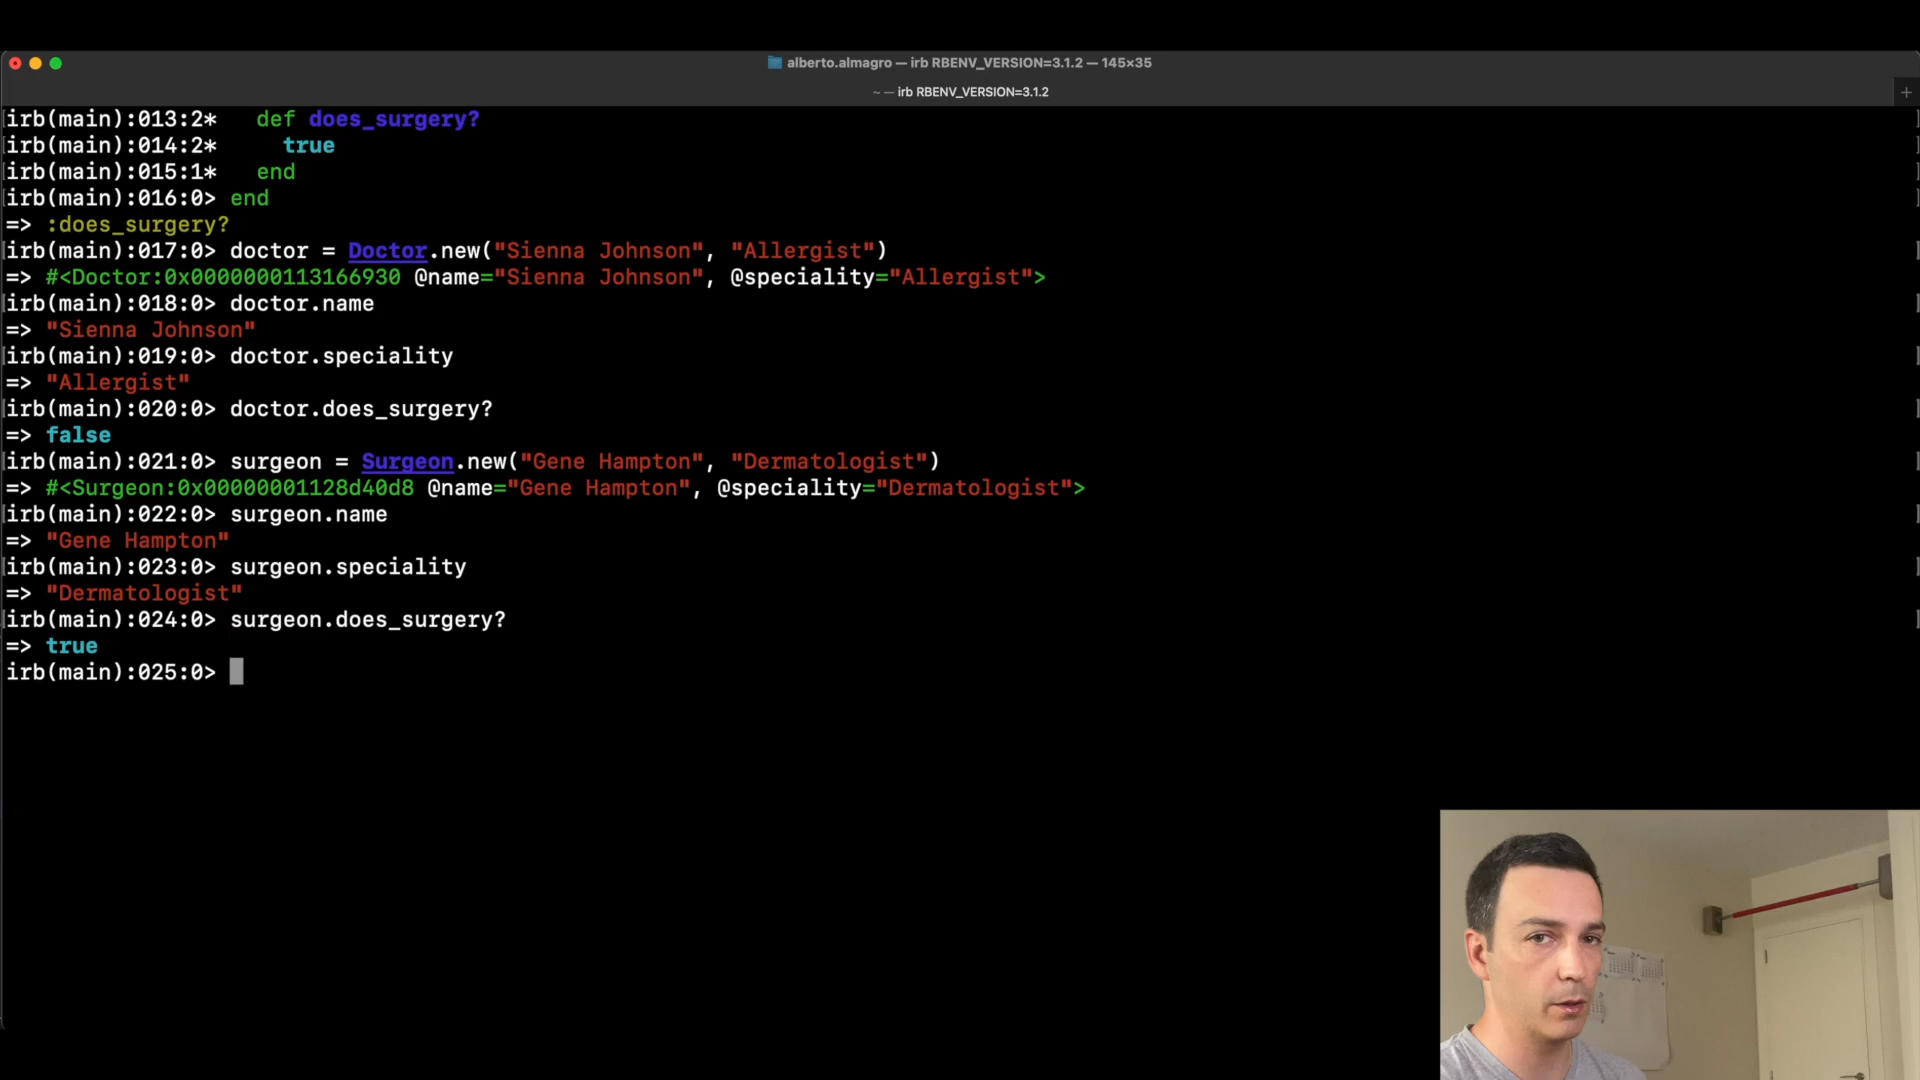 alberto.almagro — irb RBENV_VERSION=3.1.2 — 145×35
~ — irb RBENV_VERSION=3.1.2
irb(main):013:2*   def does_surgery?
irb(main):014:2*     true
irb(main):015:1*   end
irb(main):016:0> end
=> :does_surgery?
irb(main):017:0> doctor = Doctor.new("Sienna Johnson", "Allergist")
=> #<Doctor:0x0000000113166930 @name="Sienna Johnson", @speciality="Allergist">
irb(main):018:0> doctor.name
=> "Sienna Johnson"
irb(main):019:0> doctor.speciality
=> "Allergist"
irb(main):020:0> doctor.does_surgery?
=> false
irb(main):021:0> surgeon = Surgeon.new("Gene Hampton", "Dermatologist")
=> #<Surgeon:0x00000001128d40d8 @name="Gene Hampton", @speciality="Dermatologist">
irb(main):022:0> surgeon.name
=> "Gene Hampton"
irb(main):023:0> surgeon.speciality
=> "Dermatologist"
irb(main):024:0> surgeon.does_surgery?
=> true
irb(main):025:0>